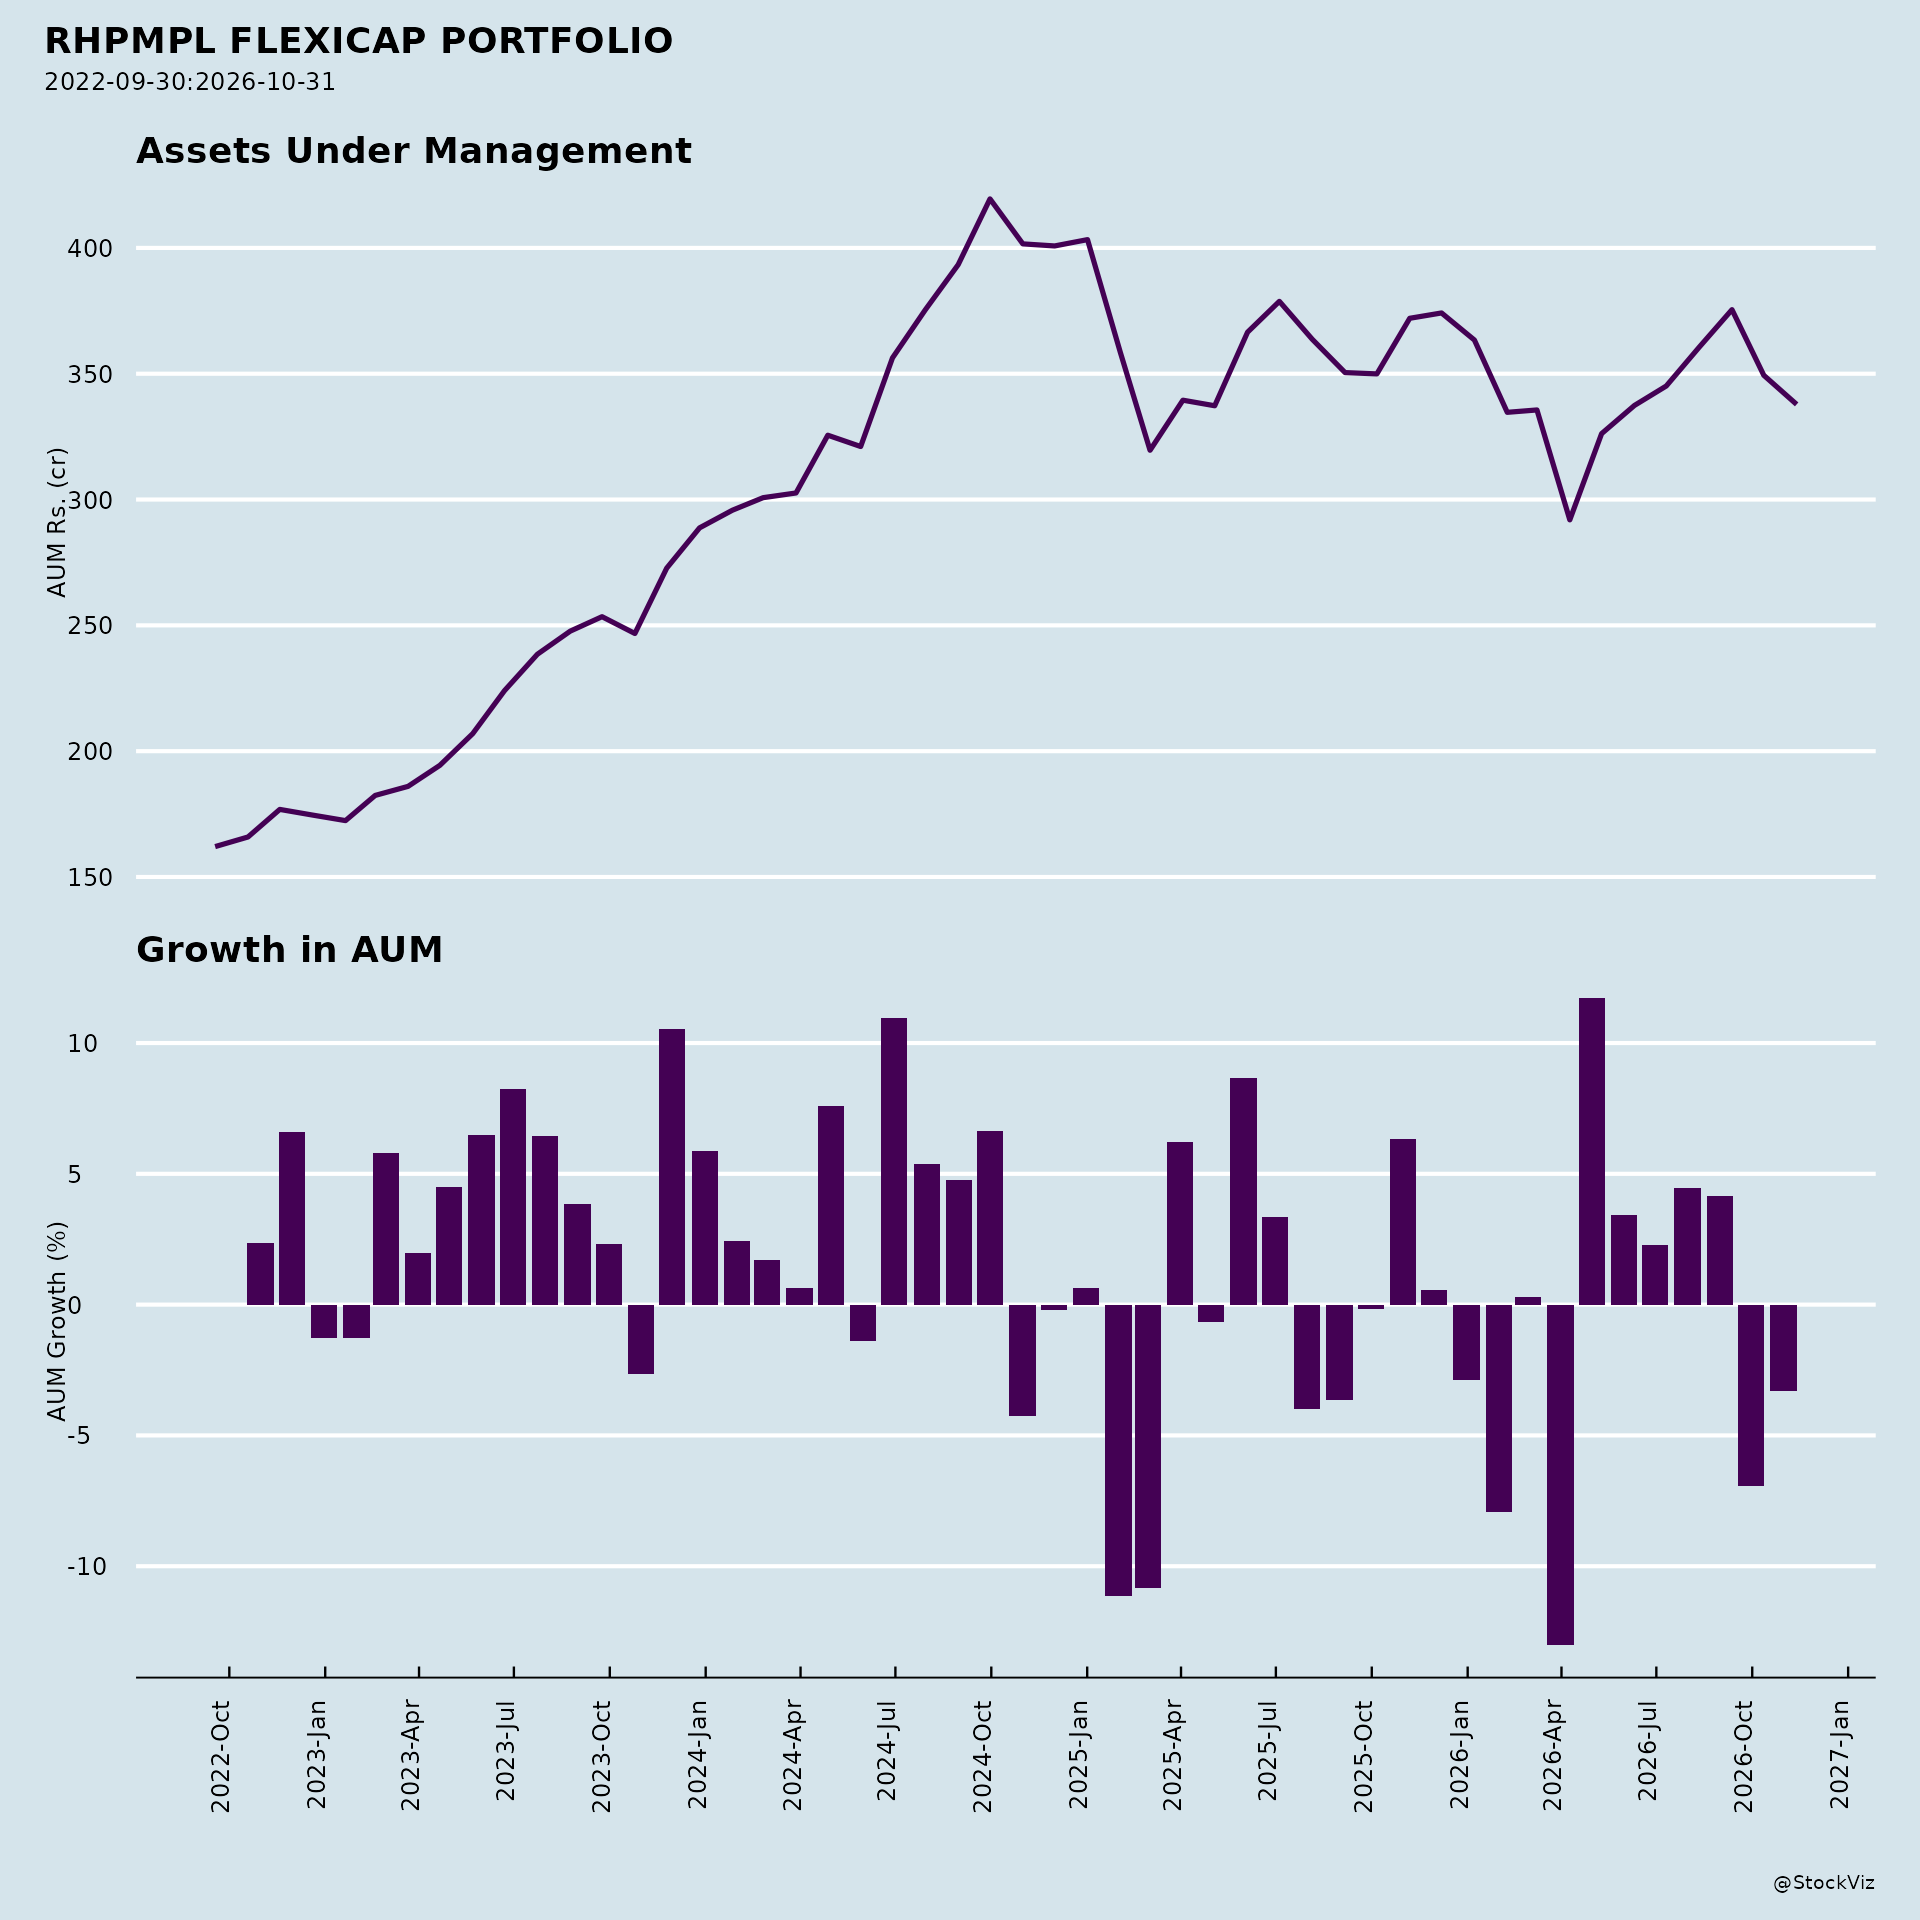 RHPMPL FLEXICAP PORTFOLIO
2022-09-30:2026-10-31
Assets Under Management
AUM Rs. (cr)
400
350
300
250
200
150
Growth in AUM
AUM Growth (%)
10
5
0
-5
-10
2022-Oct
2023-Jan
2023-Apr
2023-Jul
2023-Oct
2024-Jan
2024-Apr
2024-Jul
2024-Oct
2025-Jan
2025-Apr
2025-Jul
2025-Oct
2026-Jan
2026-Apr
2026-Jul
2026-Oct
2027-Jan
@StockViz